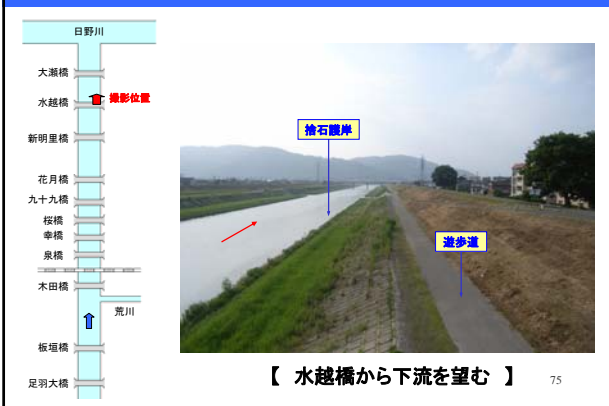 日野川
大瀬橋
水越橋
撮影位置
新明里橋
花月橋
九十九橋
桜橋
幸橋
泉橋
木田橋
荒川
板垣橋
足羽大橋
捨石護岸
遊歩道
【 水越橋から下流を望む 】
75